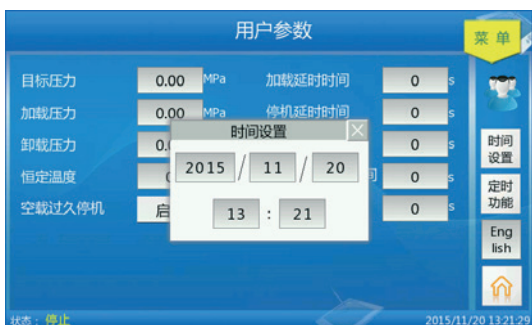 用户参数
菜 单
目标压力 0.00 MPa 加载延时时间 0 s
加载压力 0.00 MPa 停机延时时间 0 s
时间设置
卸载压力 0 s
时间
设置
2015 / 11 / 20
恒定温度 间 0 s
定时
功能
空载过久停机 启 0 s
13 : 21
Eng
lish
状态: 停止
2015/11/20 13:21:29